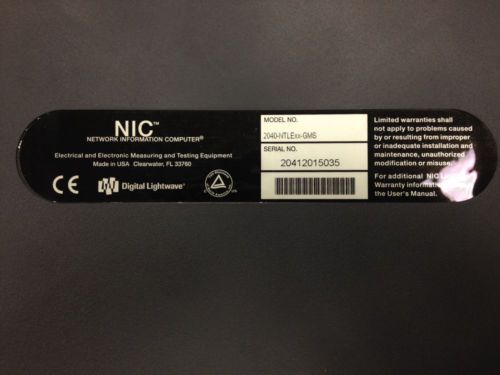 NIC™
NETWORK INFORMATION COMPUTER®
Electrical and Electronic Measuring and Testing Equipment
Made in USA Clearwater, FL 33760
CE
Digital Lightwave®
MODEL NO.
2040-NTLExx-GMS
SERIAL NO.
20412015035
Limited warranties shall
not apply to problems caused
by or resulting from improper
or inadequate installation and
maintenance, unauthorized
modification or misuse.
For additional NIC
Warranty information
the User's Manual.